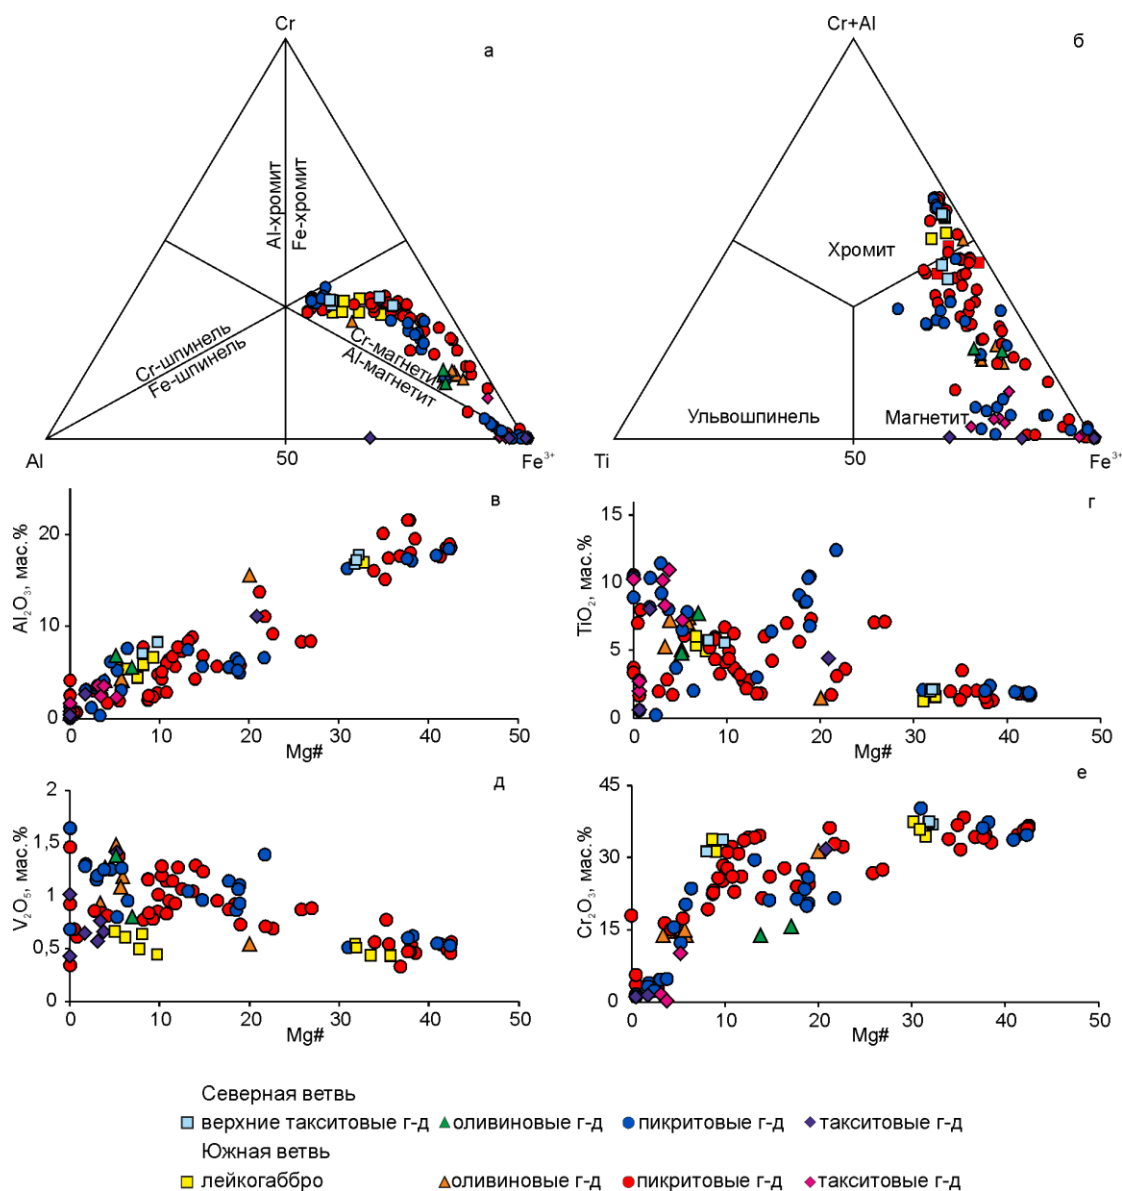 Cr
а
Al-хромит
Fe-хромит
Cr-шпинель
Fe-шпинель
Cr-магнетит
Al-магнетит
Al
50
Fe³⁺
Cr+Al
б
Хромит
Ульвошпинель
Магнетит
Ti
50
Fe³⁺
в
Al₂O₃, мас.%
20
10
0
0 10 20 30 40 50
Mg#
г
TiO₂, мас.%
15
10
5
0
0 10 20 30 40 50
Mg#
д
V₂O₅, мас.%
2
1.5
1
0,5
0
0 10 20 30 40 50
Mg#
е
Cr₂O₃, мас.%
45
30
15
0
0 10 20 30 40 50
Mg#
Северная ветвь
верхние такситовые г-д оливиновые г-д пикритовые г-д такситовые г-д
Южная ветвь
лейкогаббро оливиновые г-д пикритовые г-д такситовые г-д